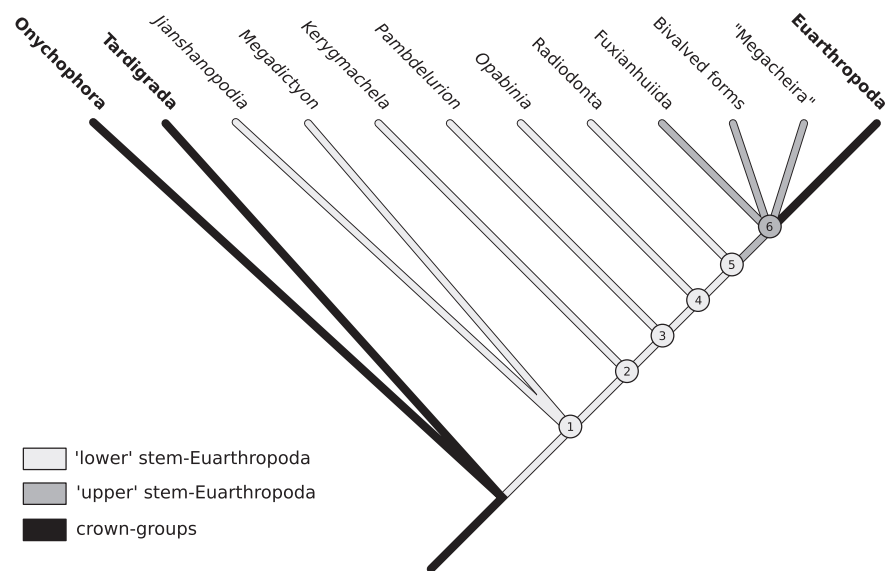 Onychophora
Tardigrada
Jianshanopodia
Megadictyon
Kerygmachela
Pambdelurion
Opabinia
Radiodonta
Fuxianhuiida
Bivalved forms
"Megacheira"
Euarthropoda
6
5
4
3
2
1
'lower' stem-Euarthropoda
'upper' stem-Euarthropoda
crown-groups